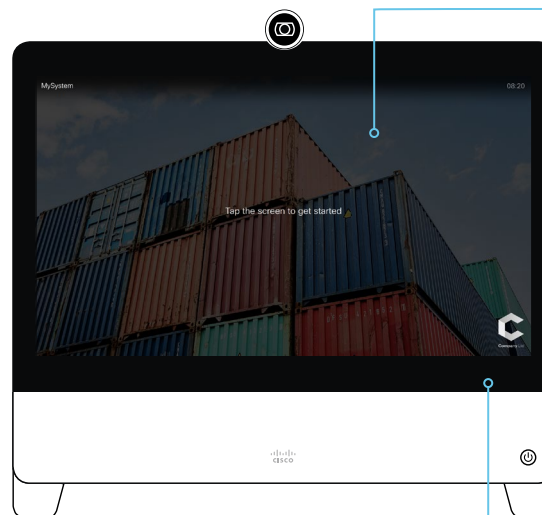 MySystem
08:20
Tap the screen to get started
Company Ltd
cisco